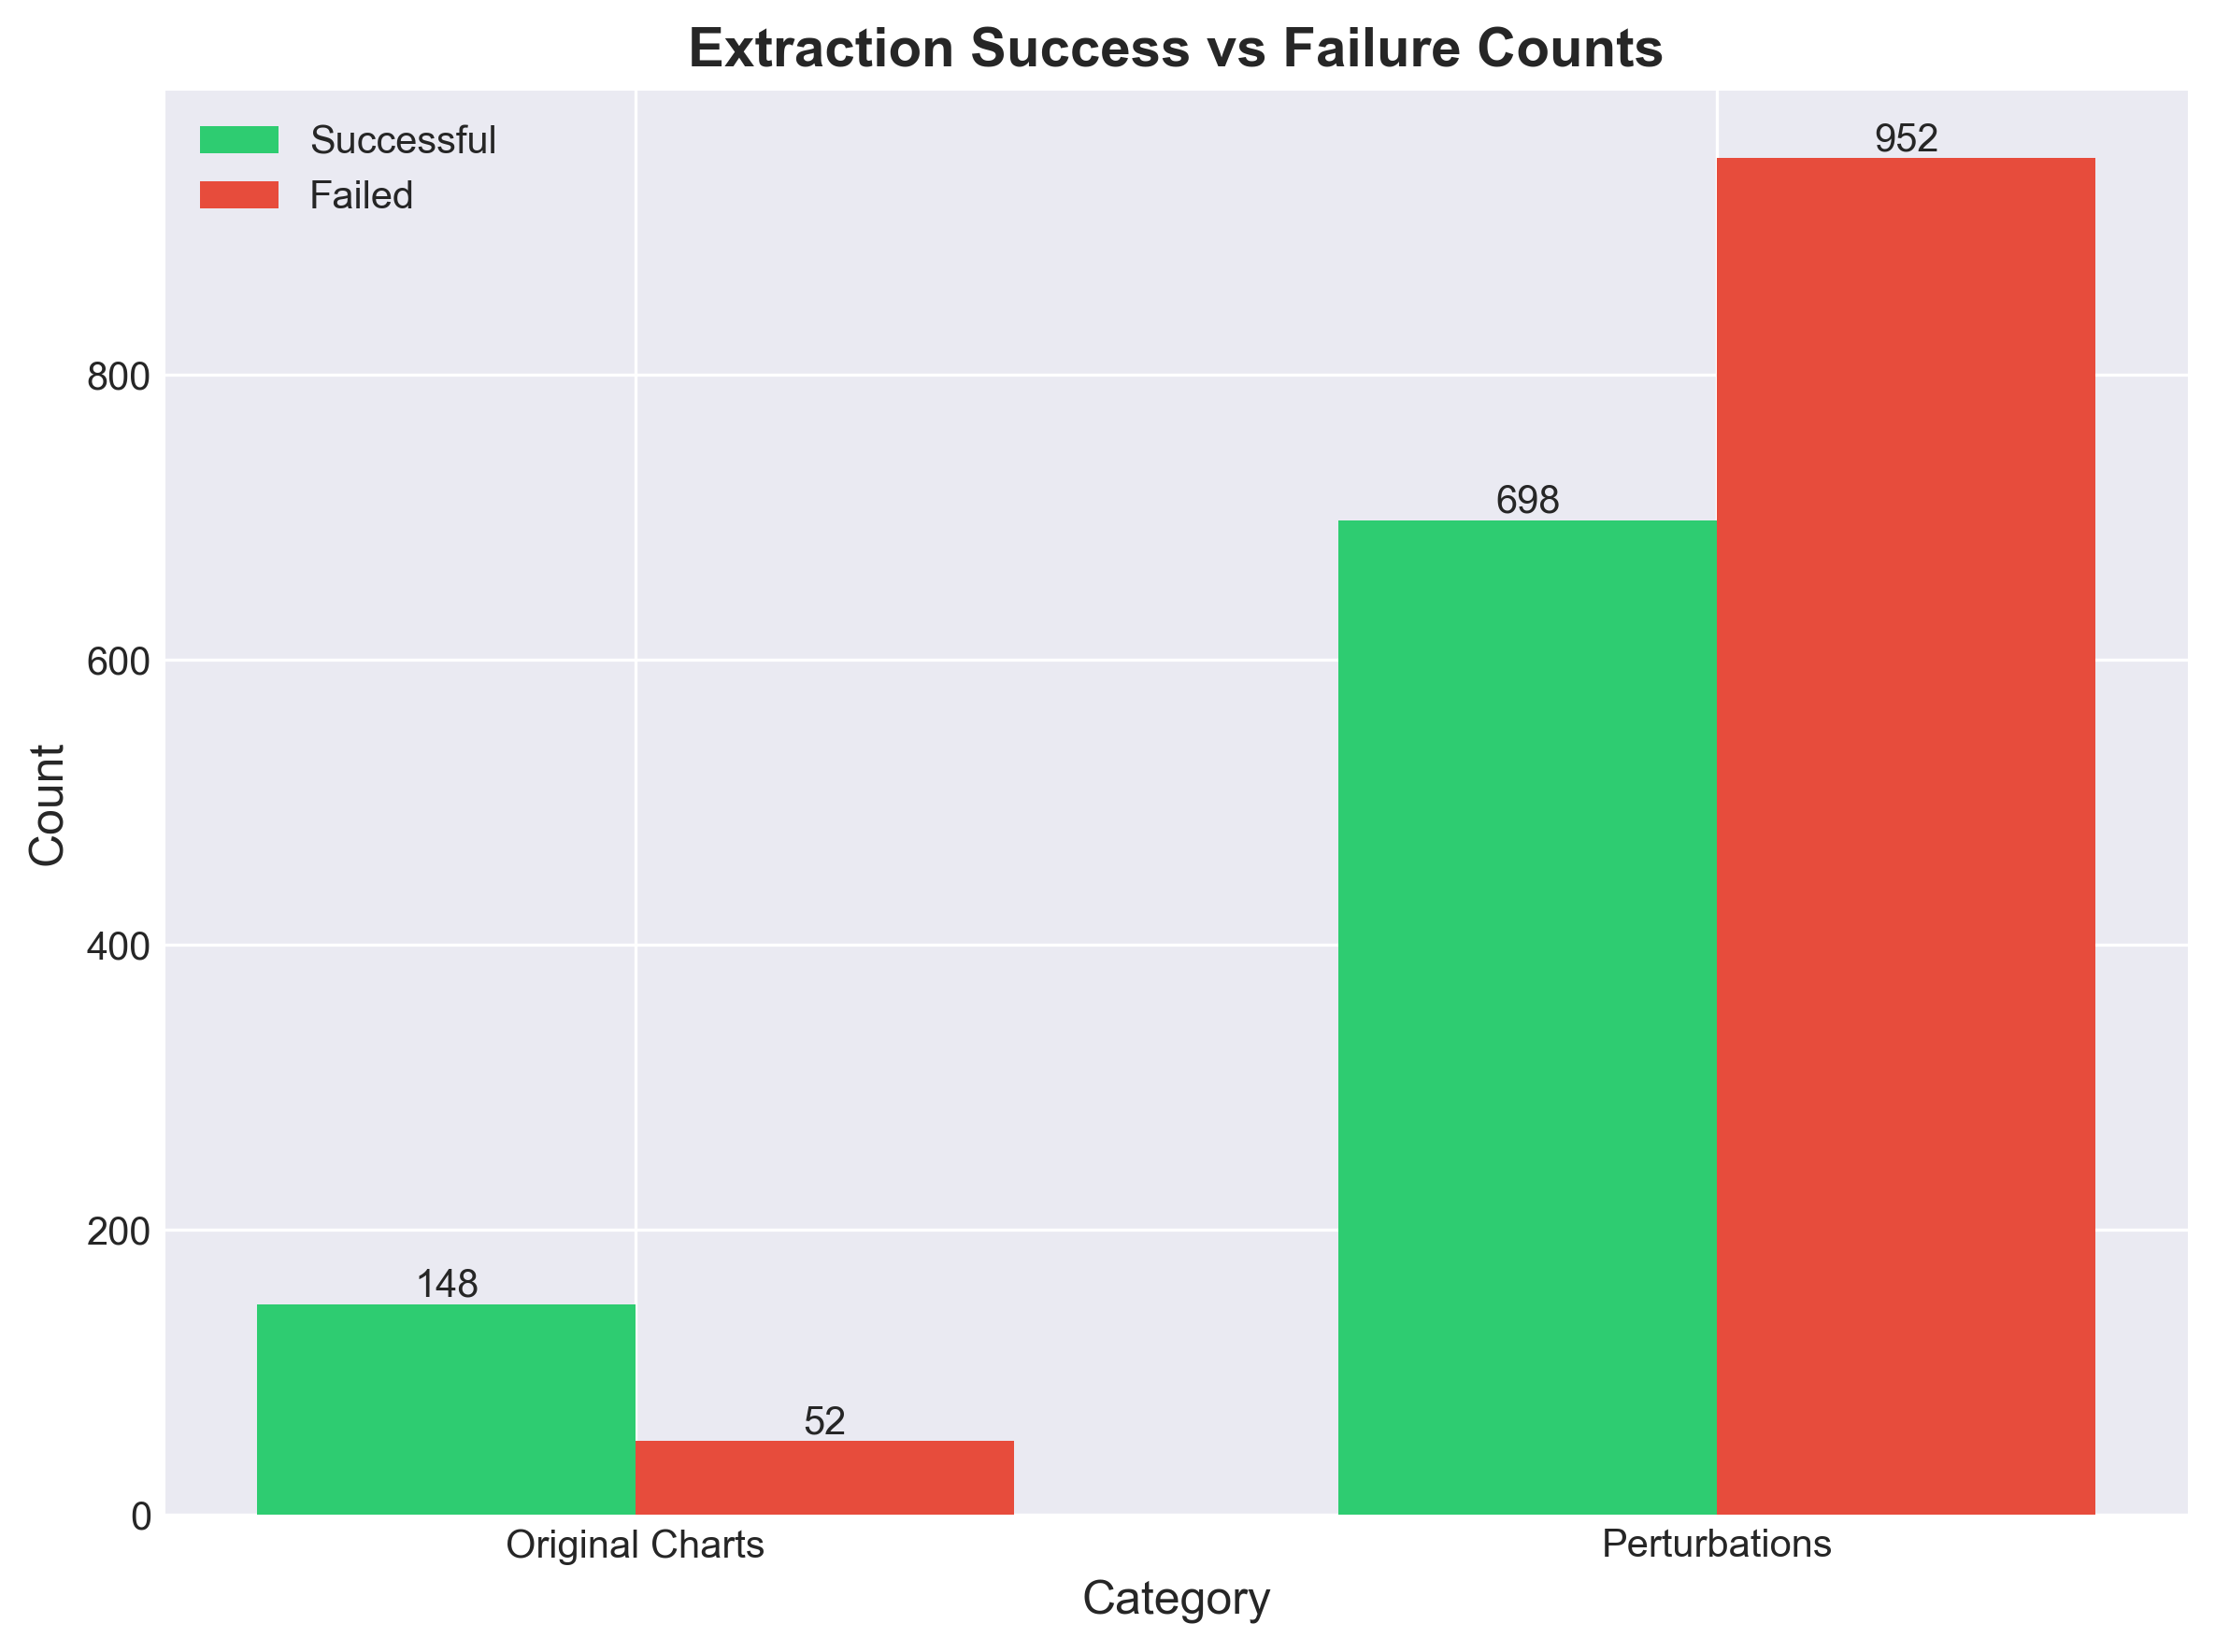 Extraction Success vs Failure Counts
Successful
Failed
952
800
698
600
Count
400
200
148
52
0
Original Charts
Perturbations
Category